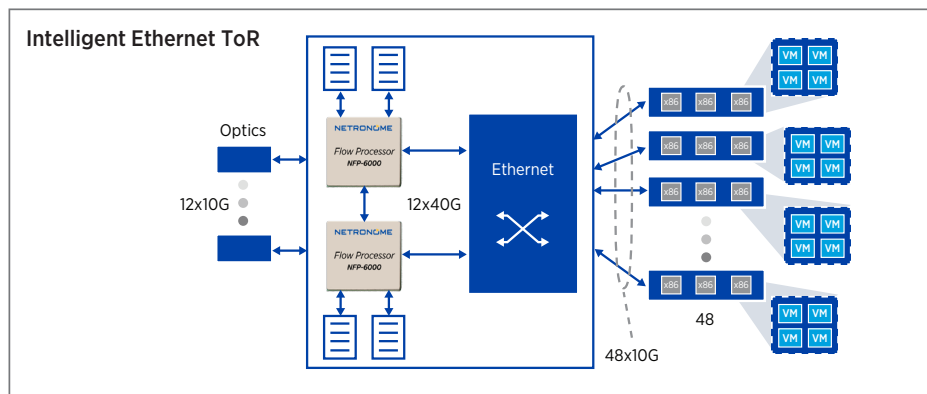 Intelligent Ethernet ToR
Optics
12x10G
NETRONOME
Flow Processor
NFP-6000
NETRONOME
Flow Processor
NFP-6000
12x40G
Ethernet
48x10G
x86 x86 x86
x86 x86 x86
x86 x86 x86
x86 x86 x86
48
VM VM
VM VM
VM VM
VM VM
VM VM
VM VM
VM VM
VM VM